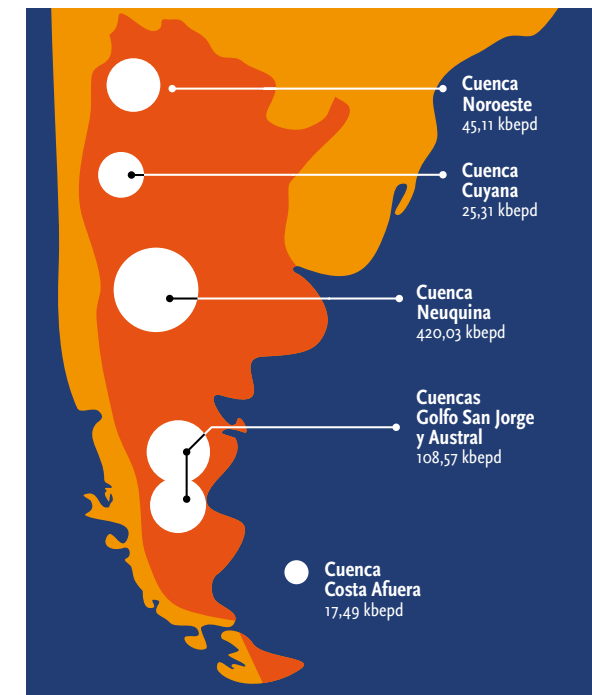 Cuenca
Noroeste
45,11 kbepd
Cuenca
Cuyana
25,31 kbepd
Cuenca
Neuquina
420,03 kbepd
Cuencas
Golfo San Jorge
y Austral
108,57 kbepd
Cuenca
Costa Afuera
17,49 kbepd